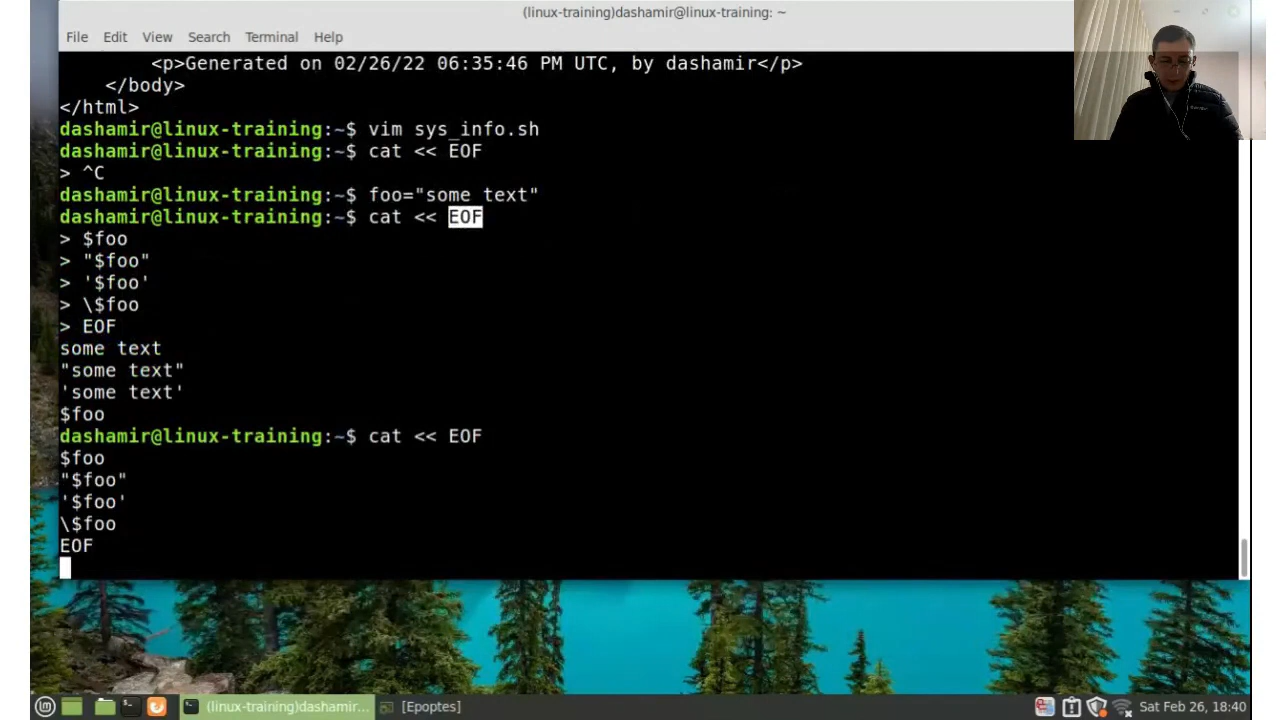 (linux-training)dashamir@linux-training: ~
File Edit View Search Terminal Help
<p>Generated on 02/26/22 06:35:46 PM UTC, by dashamir</p>
</body>
</html>
dashamir@linux-training:~$ vim sys_info.sh
dashamir@linux-training:~$ cat << EOF
> ^C
dashamir@linux-training:~$ foo="some text"
dashamir@linux-training:~$ cat << EOF
> $foo
> "$foo"
> '$foo'
> \$foo
> EOF
some text
"some text"
'some text'
$foo
dashamir@linux-training:~$ cat << EOF
$foo
"$foo"
'$foo'
\$foo
EOF
(linux-training)dashamir... [Epoptes] Sat Feb 26, 18:40